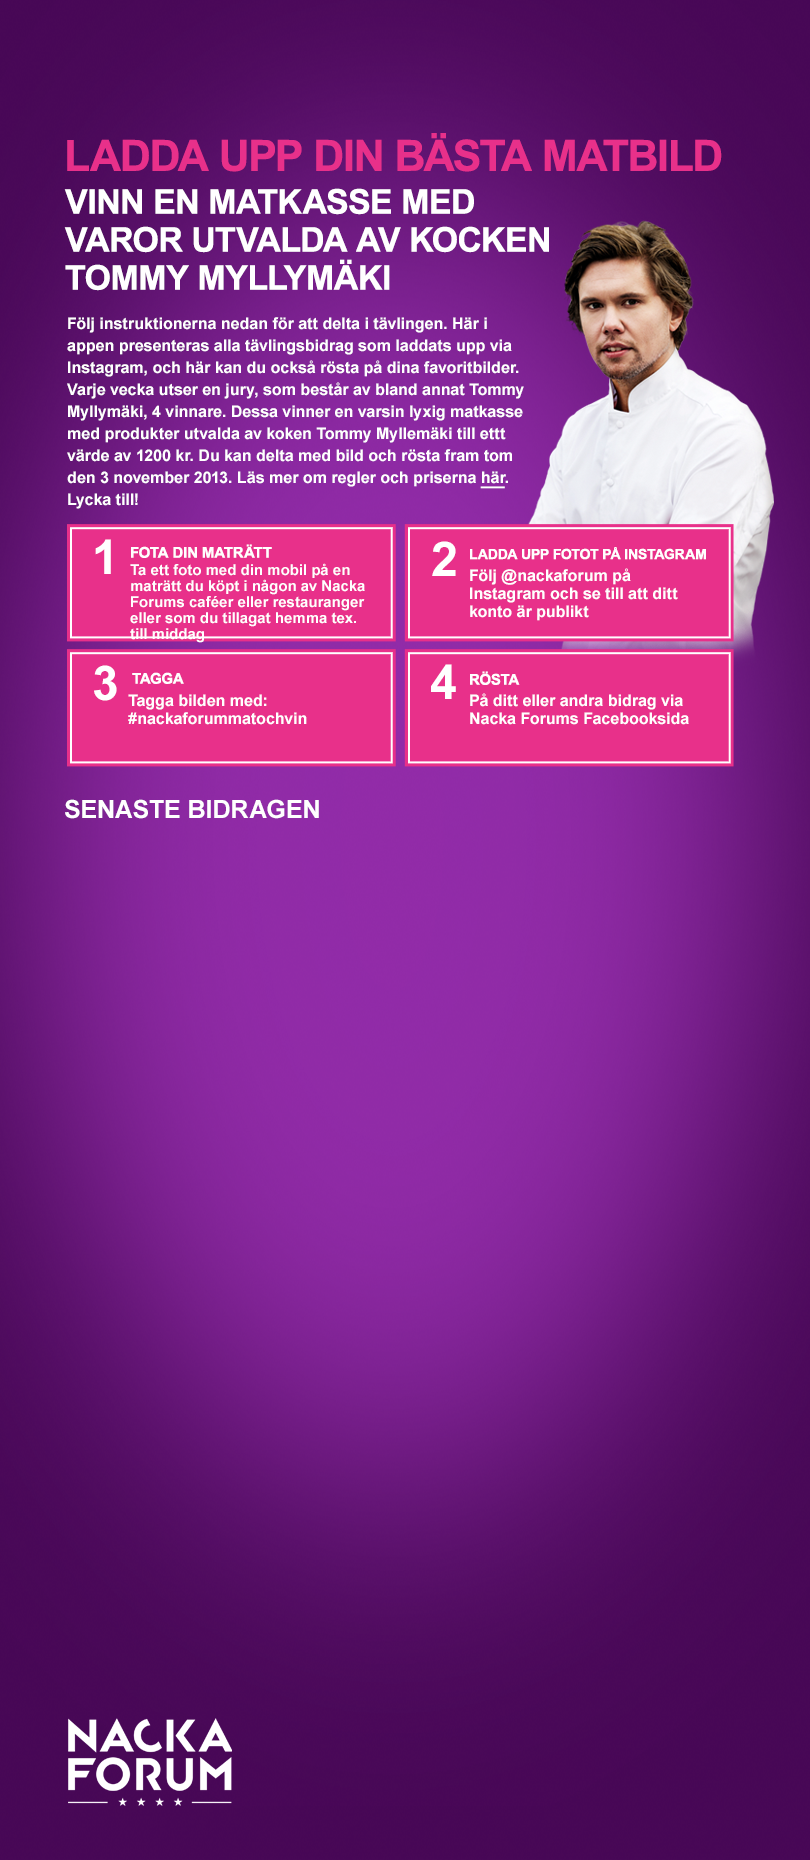 LADDA UPP DIN BÄSTA MATBILD
VINN EN MATKASSE MED
VAROR UTVALDA AV KOCKEN
TOMMY MYLLYMÄKI
Följ instruktionerna nedan för att delta i tävlingen. Här i
appen presenteras alla tävlingsbidrag som laddats upp via
Instagram, och här kan du också rösta på dina favoritbilder.
Varje vecka utser en jury, som består av bland annat Tommy
Myllymäki, 4 vinnare. Dessa vinner en varsin lyxig matkasse
med produkter utvalda av koken Tommy Myllemäki till ettt
värde av 1200 kr. Du kan delta med bild och rösta fram tom
den 3 november 2013. Läs mer om regler och priserna här.
Lycka till!
1 FOTA DIN MATRÄTT
Ta ett foto med din mobil på en
maträtt du köpt i någon av Nacka
Forums caféer eller restauranger
eller som du tillagat hemma tex.
till middag
2 LADDA UPP FOTOT PÅ INSTAGRAM
Följ @nackaforum på
Instagram och se till att ditt
konto är publikt
3 TAGGA
Tagga bilden med:
#nackaforummatochvin
4 RÖSTA
På ditt eller andra bidrag via
Nacka Forums Facebooksida
SENASTE BIDRAGEN
NACKA
FORUM